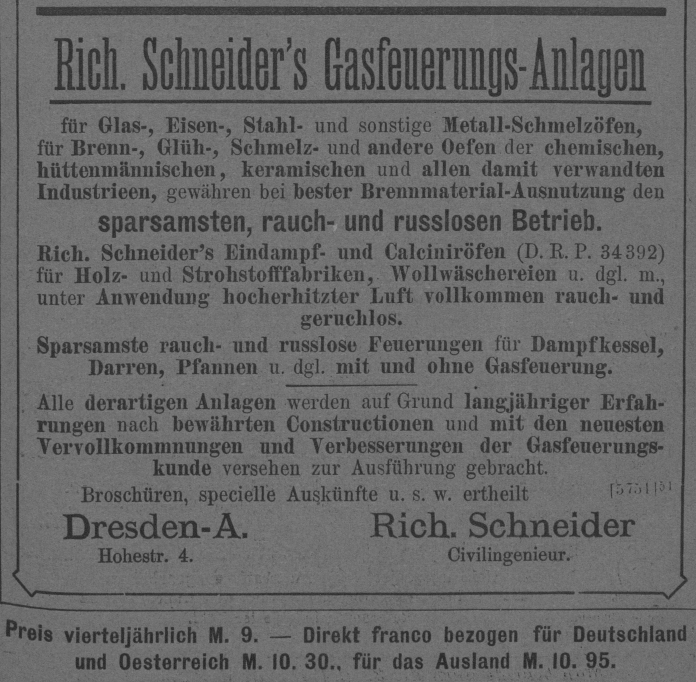 Rich. Schneider's Gasfeuerungs-Anlagen
für Glas-, Eisen-, Stahl- und sonstige Metall-Schmelzöfen,
für Brenn-, Glüh-, Schmelz- und andere Oefen der chemischen,
hüttenmännischen, keramischen und allen damit verwandten
Industrieen, gewähren bei bester Brennmaterial-Ausnutzung den
sparsamsten, rauch- und russlosen Betrieb.
Rich. Schneider's Eindampf- und Calciniröfen (D. R. P. 34392)
für Holz- und Strohstofffabriken, Wollwäschereien u. dgl. m.,
unter Anwendung hocherhitzter Luft vollkommen rauch- und
geruchlos.
Sparsamste rauch- und russlose Feuerungen für Dampfkessel,
Darren, Pfannen u. dgl. mit und ohne Gasfeuerung.
Alle derartigen Anlagen werden auf Grund langjähriger Erfah-
rungen nach bewährten Constructionen und mit den neuesten
Vervollkommnungen und Verbesserungen der Gasfeuerungs-
kunde versehen zur Ausführung gebracht.
Broschüren, specielle Auskünfte u. s. w. ertheilt
Dresden-A. Rich. Schneider
Hohestr. 4. Civilingenieur.
Preis vierteljährlich M. 9. — Direkt franco bezogen für Deutschland
und Oesterreich M. 10. 30., für das Ausland M. 10. 95.